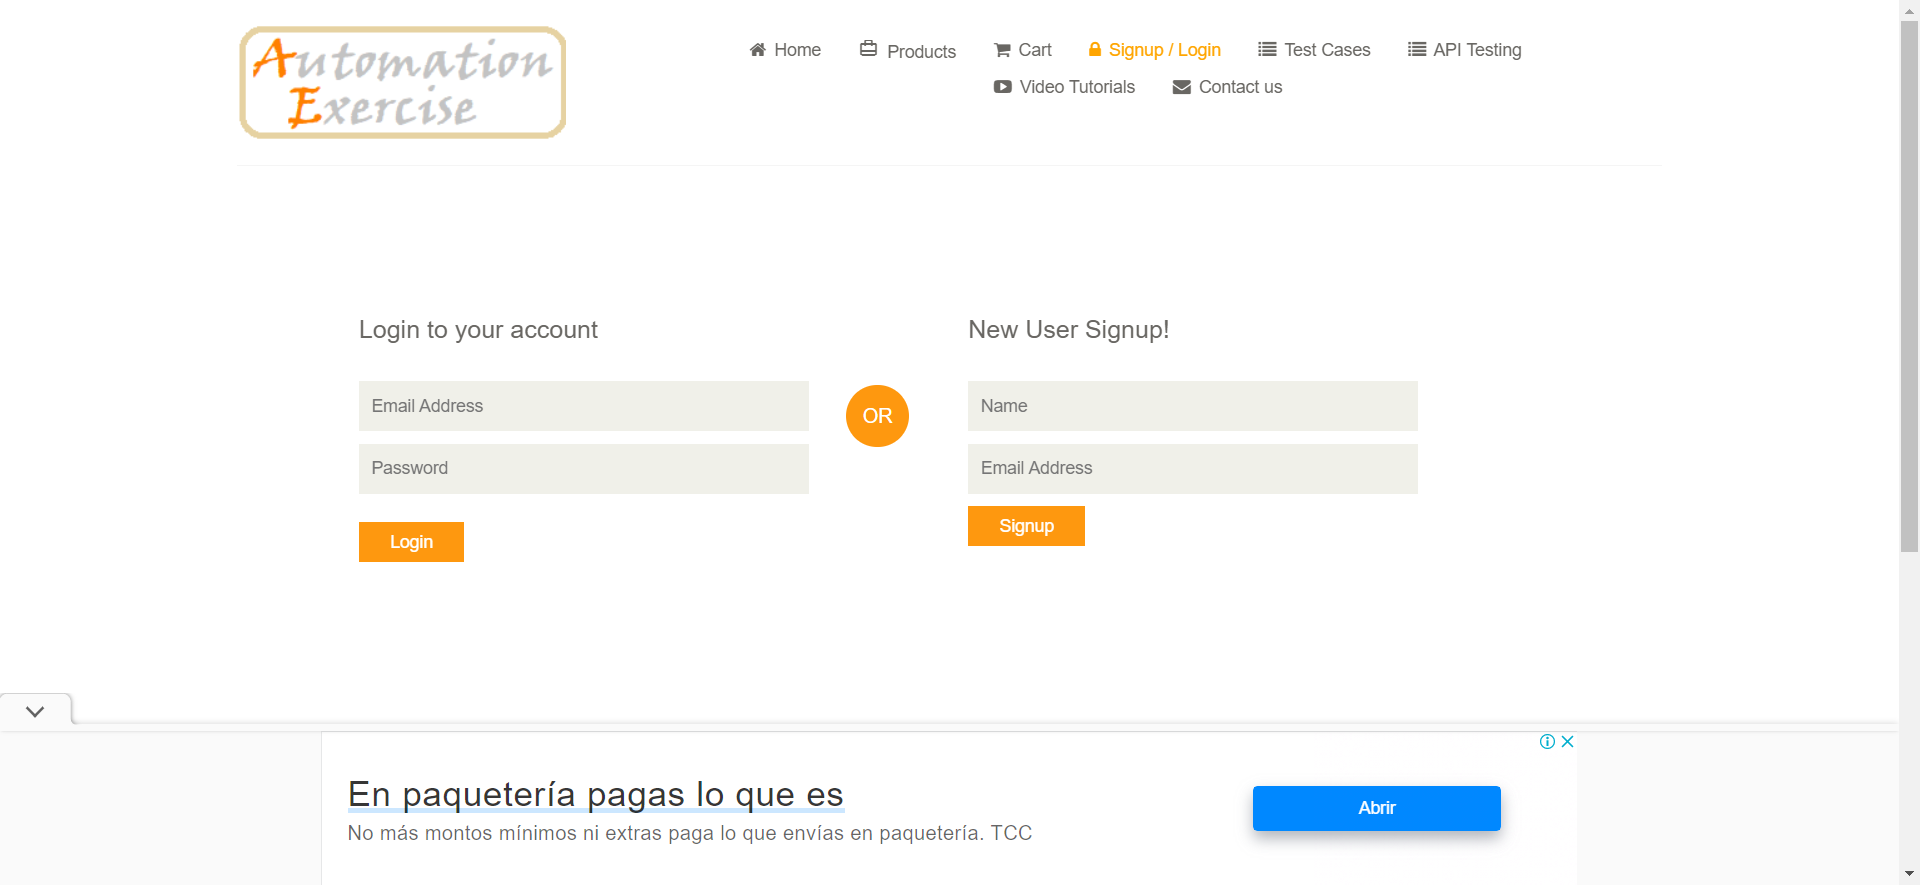 Automation
Exercise
Home
Products
Cart
Signup / Login
Test Cases
API Testing
Video Tutorials
Contact us
Login to your account
Email Address
Password
Login
OR
New User Signup!
Name
Email Address
Signup
En paquetería pagas lo que es
No más montos mínimos ni extras paga lo que envías en paquetería. TCC
Abrir